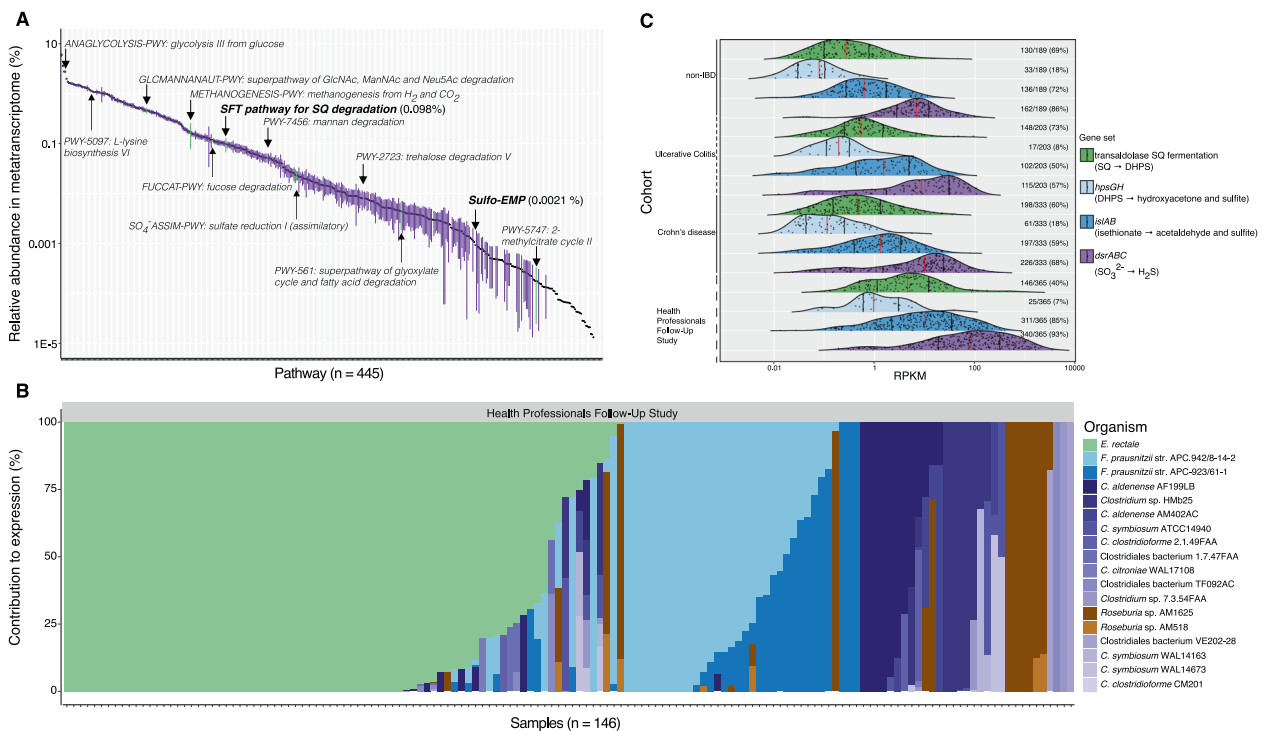 A
Relative abundance in metatranscriptome (%)
10
0.1
0.001
1E-5
ANAGLYCOLYSIS-PWY: glycolysis III from glucose
GLCMANNANAUT-PWY: superpathway of GlcNAc, ManNAc and Neu5Ac degradation
METHANOGENESIS-PWY: methanogenesis from H2 and CO2
SFT pathway for SQ degradation (0.098%)
PWY-7456: mannan degradation
PWY-5097: L-lysine
biosynthesis VI
PWY-2723: trehalose degradation V
FUCCAT-PWY: fucose degradation
Sulfo-EMP (0.0021 %)
SO4-ASSIM-PWY: sulfate reduction I (assimilatory)
PWY-5747: 2-
methylcitrate cycle II
PWY-561: superpathway of glyoxylate
cycle and fatty acid degradation
Pathway (n = 445)
C
Cohort
non-IBD
Ulcerative Colitis
Crohn's disease
Health
Professionals
Follow-Up
Study
130/189 (69%)
33/189 (18%)
136/189 (72%)
162/189 (86%)
148/203 (73%)
17/203 (8%)
102/203 (50%)
115/203 (57%)
198/333 (60%)
61/333 (18%)
197/333 (59%)
226/333 (68%)
146/365 (40%)
25/365 (7%)
311/365 (85%)
340/365 (93%)
0.01
1
100
10000
RPKM
Gene set
transaldolase SQ fermentation
(SQ → DHPS)
hpsGH
(DHPS → hydroxyacetone and sulfite)
islAB
(isethionate → acetaldehyde and sulfite)
dsrABC
(SO3 2- → H2S)
B
Health Professionals Follow-Up Study
Contribution to expression (%)
100
75
50
25
0
Samples (n = 146)
Organism
E. rectale
F. prausnitzii str. APC.942/8-14-2
F. prausnitzii str. APC-923/61-1
C. aldenense AF199LB
Clostridium sp. HMb25
C. aldenense AM402AC
C. symbiosum ATCC14940
C. clostridioforme 2.1.49FAA
Clostridiales bacterium 1.7.47FAA
C. citroniae WAL17108
Clostridiales bacterium TF092AC
Clostridium sp. 7.3.54FAA
Roseburia sp. AM1625
Roseburia sp. AM518
Clostridiales bacterium VE202-28
C. symbiosum WAL14163
C. symbiosum WAL14673
C. clostridioforme CM201